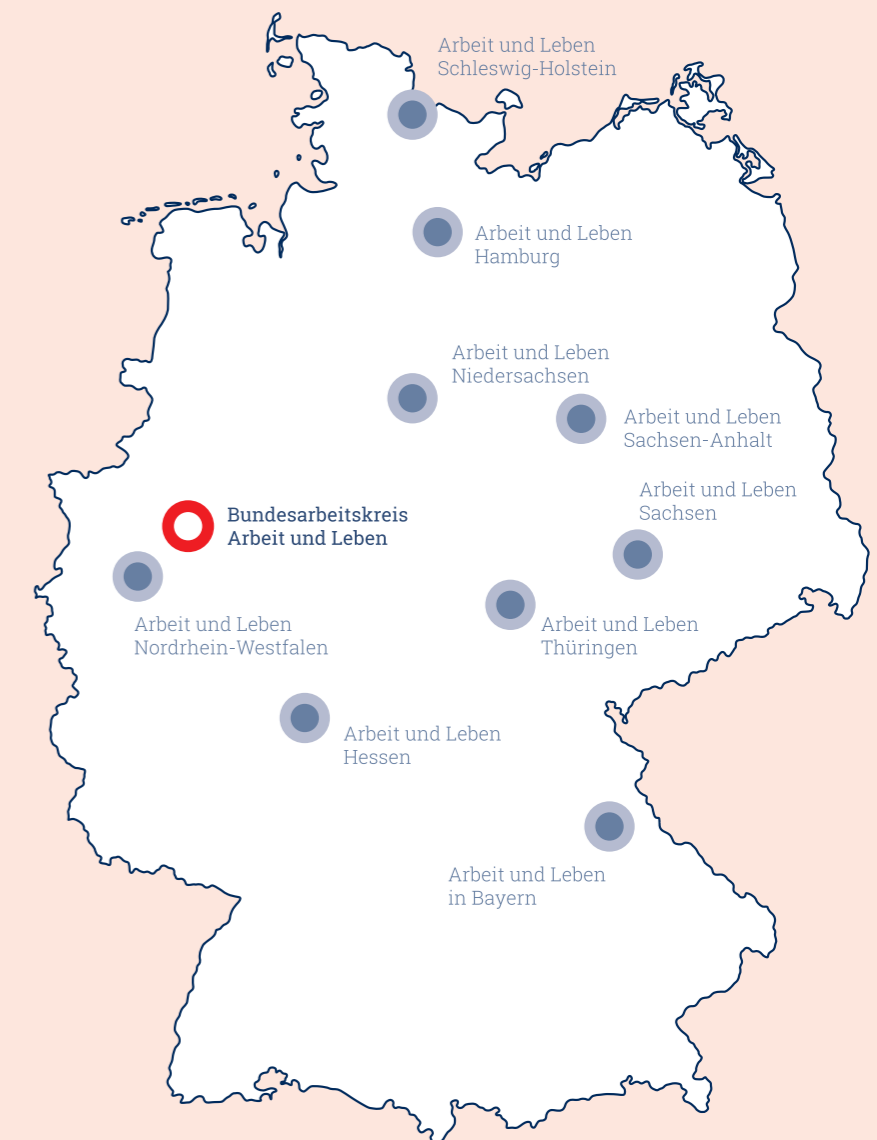 Arbeit und Leben
Schleswig-Holstein
Arbeit und Leben
Hamburg
Arbeit und Leben
Niedersachsen
Arbeit und Leben
Sachsen-Anhalt
Arbeit und Leben
Sachsen
Bundesarbeitskreis
Arbeit und Leben
Arbeit und Leben
Nordrhein-Westfalen
Arbeit und Leben
Thüringen
Arbeit und Leben
Hessen
Arbeit und Leben
in Bayern